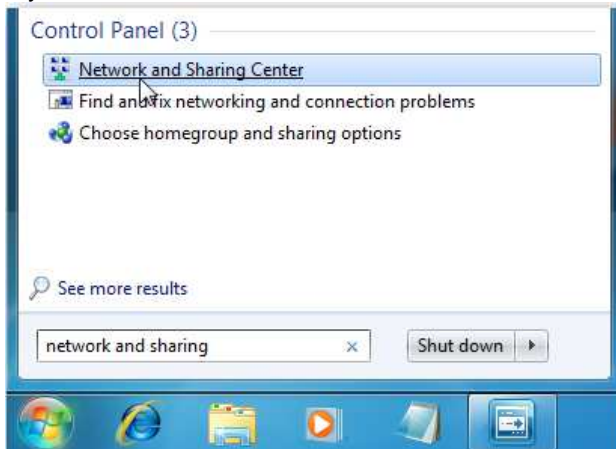 Control Panel (3)
Network and Sharing Center
Find and fix networking and connection problems
Choose homegroup and sharing options
See more results
network and sharing
Shut down